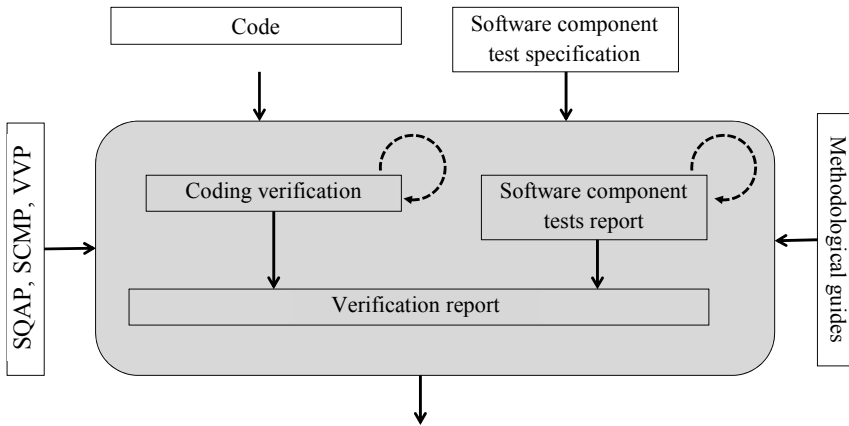 Code
Software component
test specification
SQAP, SCMP, VVP
Coding verification
Software component
tests report
Verification report
Methodological guides